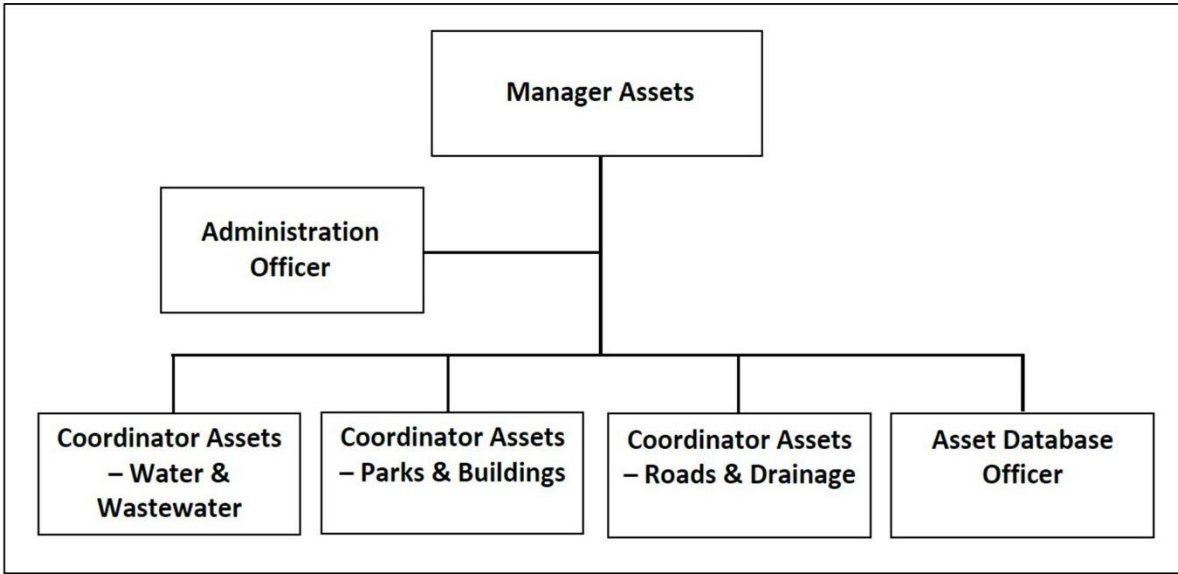 Manager Assets
Administration
Officer
Coordinator Assets
– Water &
Wastewater
Coordinator Assets
– Parks & Buildings
Coordinator Assets
– Roads & Drainage
Asset Database
Officer